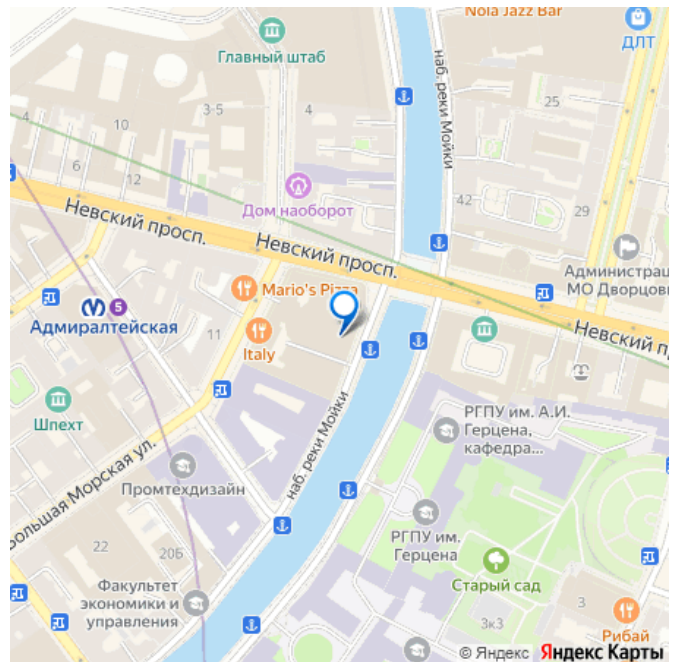 Nola Jazz Bar
ДЛТ
Главный штаб
наб. реки Мойки
3-5
4
25
4
10
6
12
Дом наоборот
42
29
Невский просп.
Невский просп.
Администрац
МО Дворцовы
Mario's Pizza
5
Адмиралтейская
11
Italy
Невский п
Шпехт
РГПУ им. А.И.
Герцена,
кафедра...
наб. реки Мойки
Большая Морская ул.
Промтехдизайн
РГПУ им.
Герцена
22
20Б
Старый сад
Факультет
экономики и
управления
3
3к3
Рибай
© Яндекс Яндекс Карты